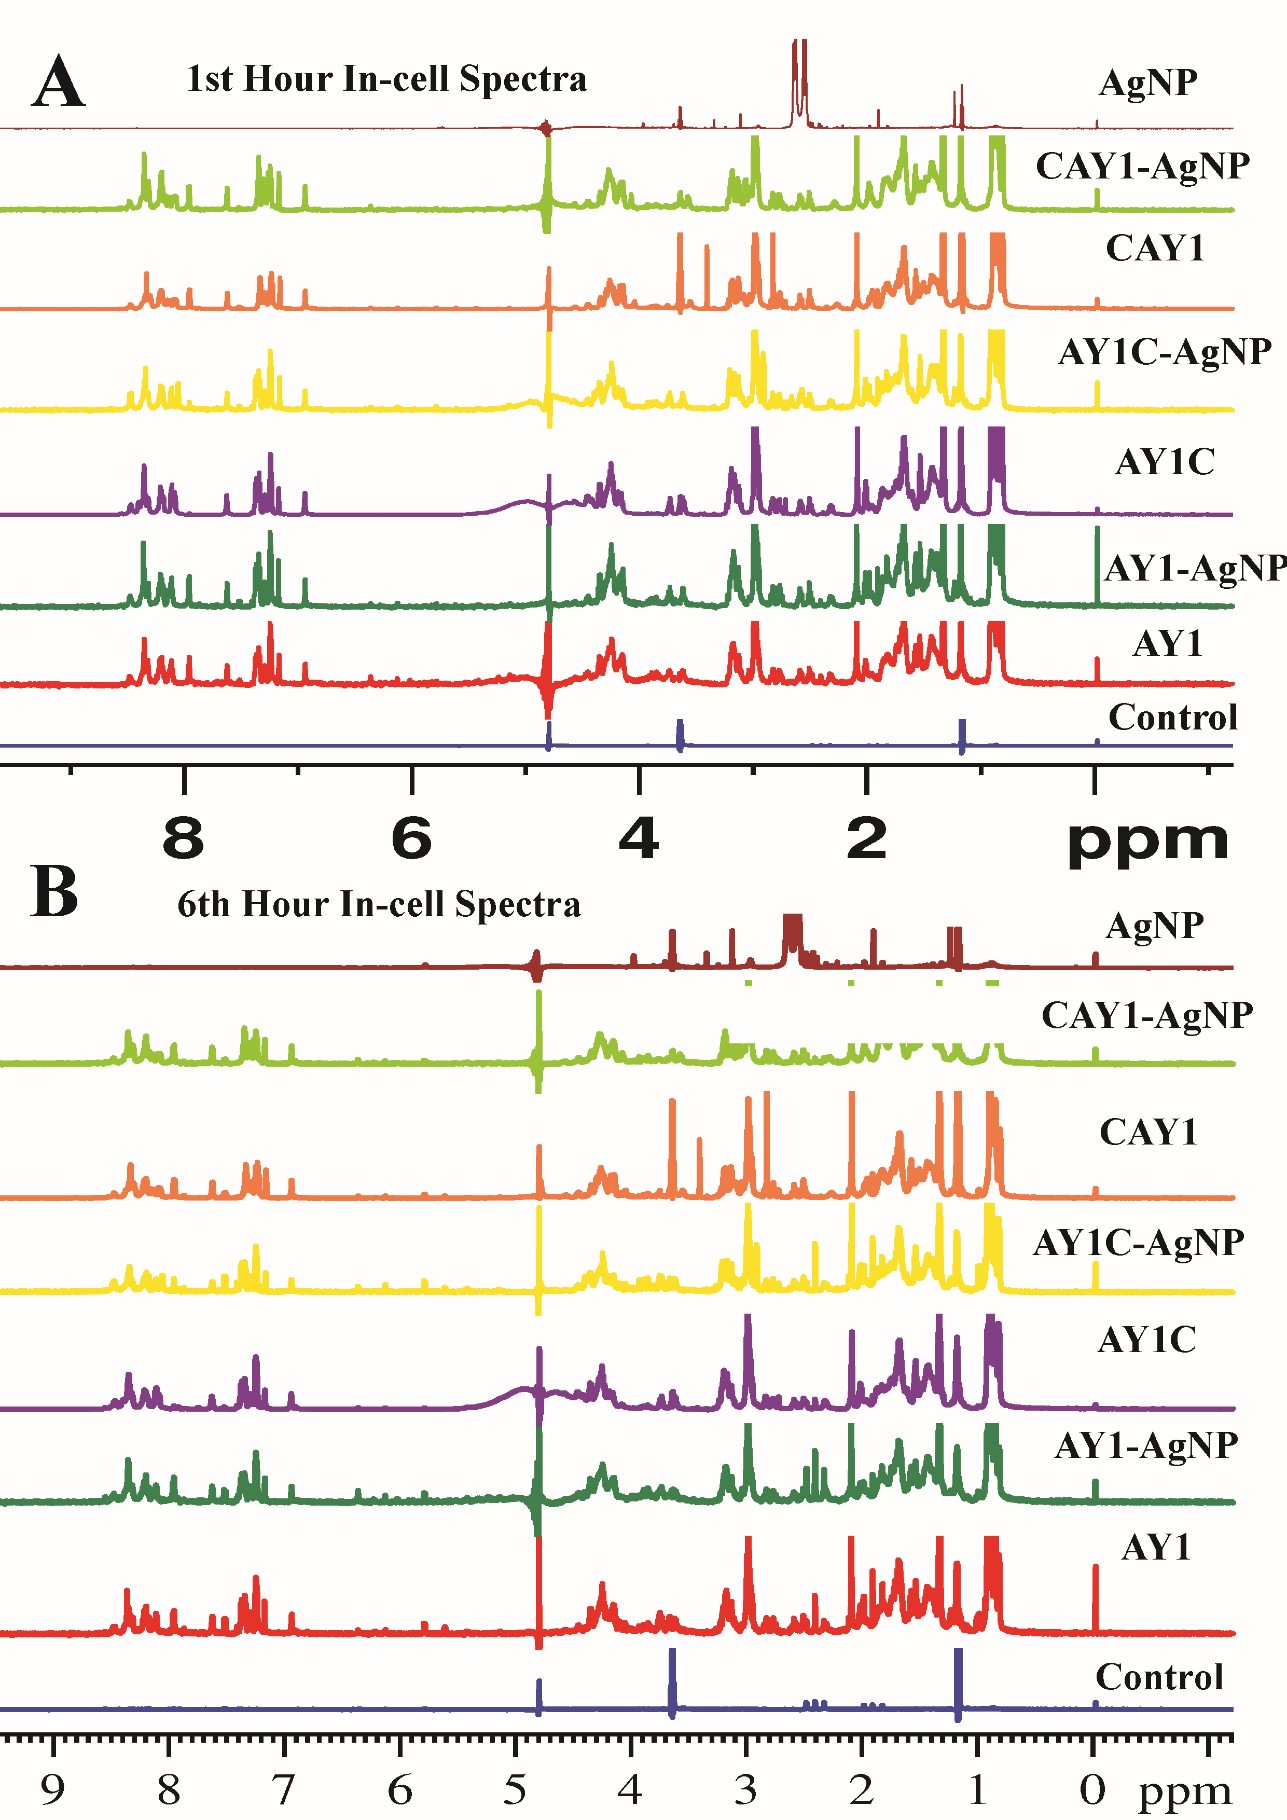 A
1st Hour In-cell Spectra
AgNP
CAY1-AgNP
CAY1
AY1C-AgNP
AY1C
AY1-AgNP
AY1
Control
8 6 4 2 ppm
B
6th Hour In-cell Spectra
AgNP
CAY1-AgNP
CAY1
AY1C-AgNP
AY1C
AY1-AgNP
AY1
Control
9 8 7 6 5 4 3 2 1 0 ppm